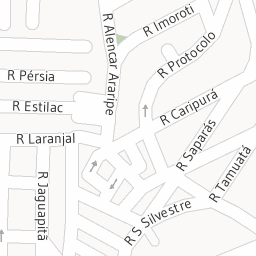 R Alencar Araripe
R Imoroti
R Protocolo
R Pérsia
R Estilac
R Caripurá
R Laranjal
R Saparás
R Tamuatá
R Jaguapitã
R S Silvestre